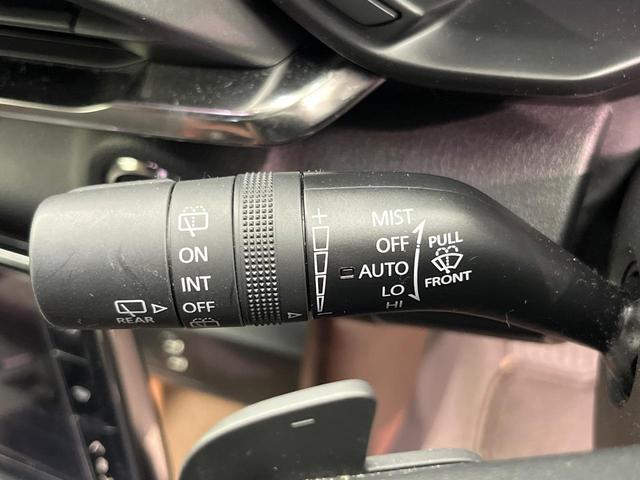 ON
INT
OFF
REAR
MIST
OFF
AUTO
LO
HI
PULL
FRONT